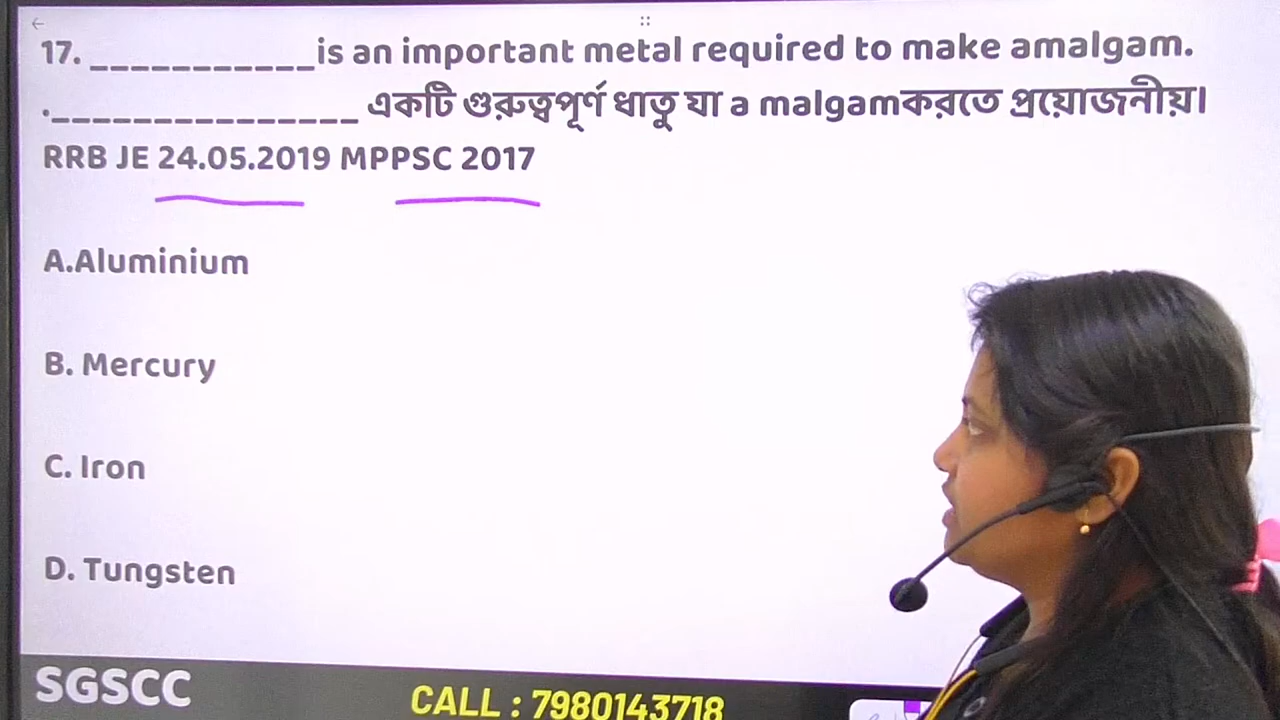 17. ___________is an important metal required to make amalgam.
._______________ একটি গুরুত্বপূর্ণ ধাতু যা a malgamকরতে প্রয়োজনীয়।
RRB JE 24.05.2019 MPPSC 2017
A.Aluminium
B. Mercury
C. Iron
D. Tungsten
SGSCC
CALL : 7980143718